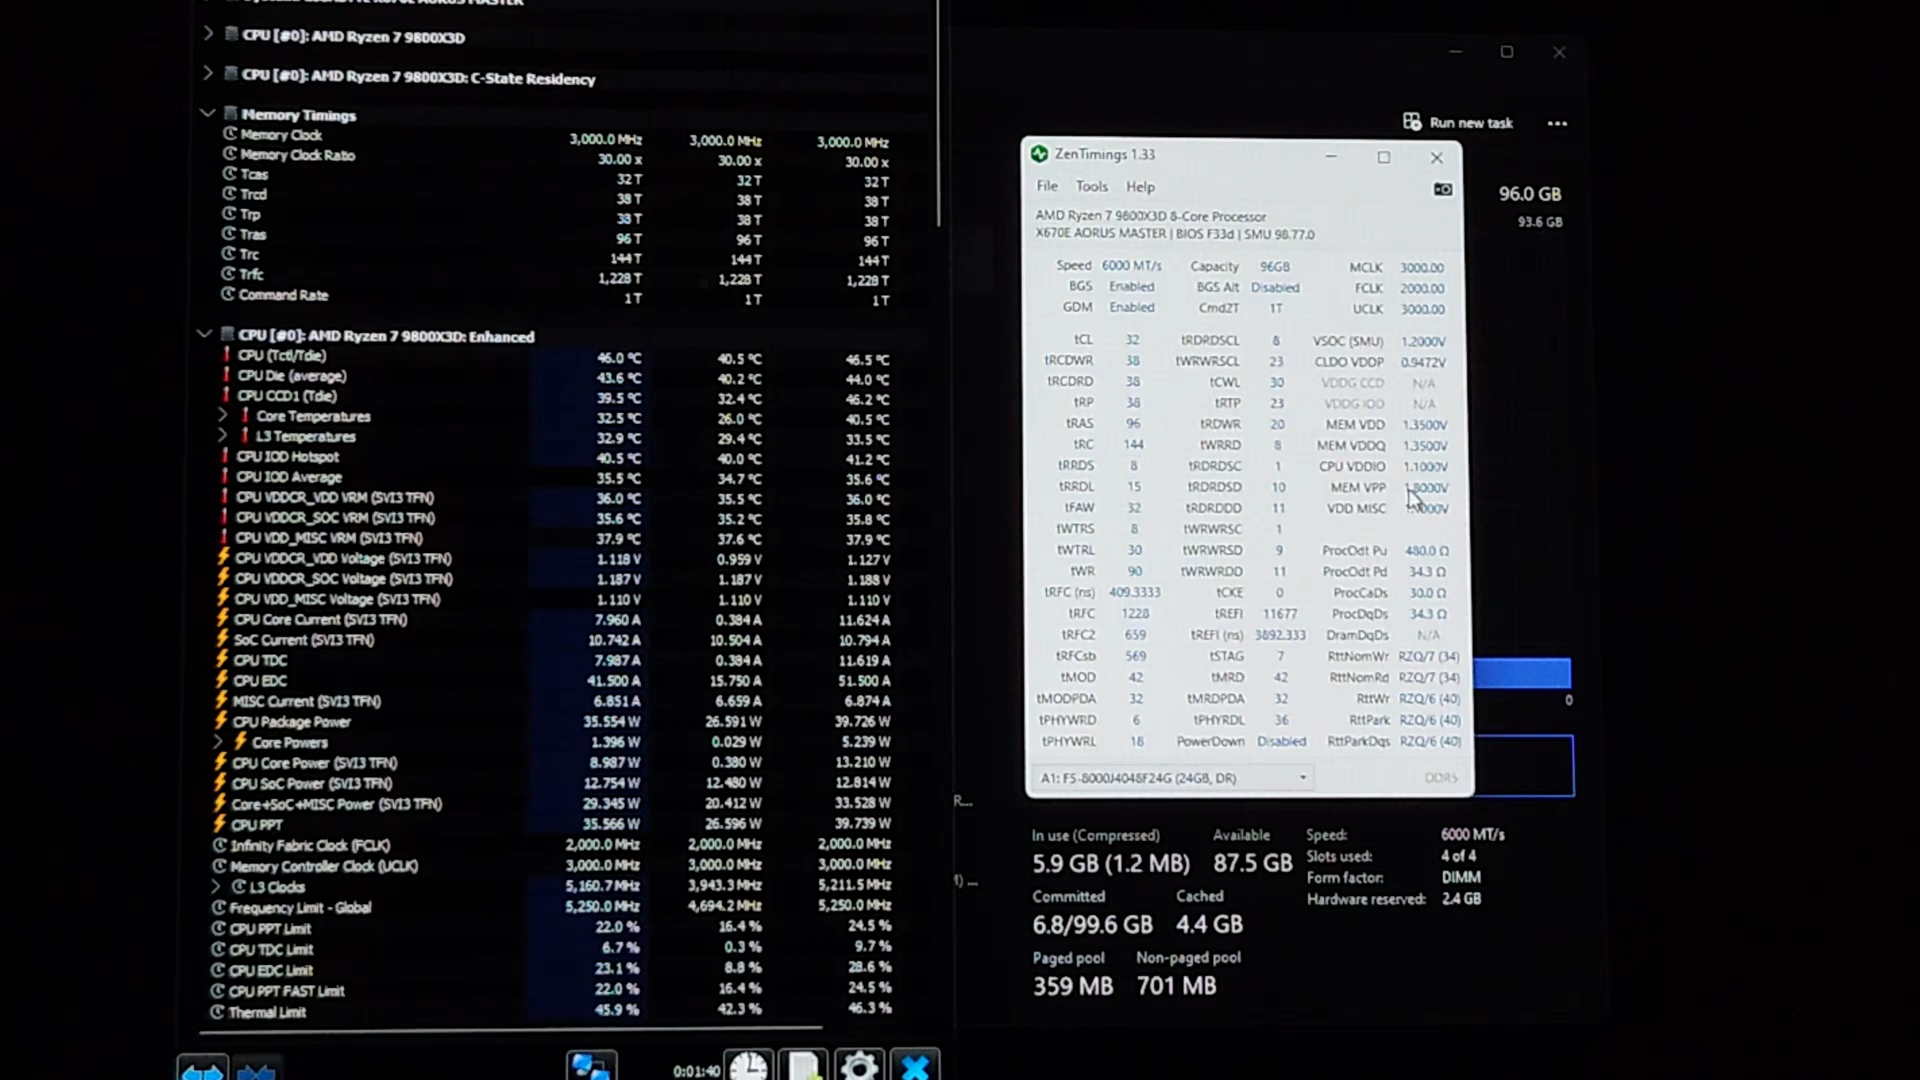 CPU [#0]: AMD Ryzen 7 9800X3D
CPU [#0]: AMD Ryzen 7 9800X3D: C-State Residency
Memory Timings
Memory Clock 3,000.0 MHz 3,000.0 MHz 3,000.0 MHz
Memory Clock Ratio 30.00 x 30.00 x 30.00 x
Tcas 32 T 32 T 32 T
Trcd 38 T 38 T 38 T
Trp 38 T 38 T 38 T
Tras 96 T 96 T 96 T
Trc 144 T 144 T 144 T
Trfc 1,228 T 1,228 T 1,228 T
Command Rate 1 T 1 T 1 T
CPU [#0]: AMD Ryzen 7 9800X3D: Enhanced
CPU (Tctl/Tdie) 46.0 °C 40.5 °C 46.5 °C
CPU Die (average) 43.6 °C 40.2 °C 44.0 °C
CPU CCD1 (Tdie) 39.5 °C 32.4 °C 46.2 °C
Core Temperatures 32.5 °C 26.0 °C 40.5 °C
L3 Temperatures 32.9 °C 29.4 °C 33.5 °C
CPU IOD Hotspot 40.5 °C 40.0 °C 41.2 °C
CPU IOD Average 35.5 °C 34.7 °C 35.6 °C
CPU VDDCR_VDD VRM (SVI3 TFN) 36.0 °C 35.5 °C 36.0 °C
CPU VDDCR_SOC VRM (SVI3 TFN) 35.6 °C 35.2 °C 35.8 °C
CPU VDD_MISC VRM (SVI3 TFN) 37.9 °C 37.6 °C 37.9 °C
CPU VDDCR_VDD Voltage (SVI3 TFN) 1.118 V 0.959 V 1.127 V
CPU VDDCR_SOC Voltage (SVI3 TFN) 1.187 V 1.187 V 1.188 V
CPU VDD_MISC Voltage (SVI3 TFN) 1.110 V 1.110 V 1.110 V
CPU Core Current (SVI3 TFN) 7.960 A 0.384 A 11.624 A
SoC Current (SVI3 TFN) 10.742 A 10.504 A 10.794 A
CPU TDC 7.987 A 0.384 A 11.619 A
CPU EDC 41.500 A 15.750 A 51.500 A
MISC Current (SVI3 TFN) 6.851 A 6.659 A 6.874 A
CPU Package Power 35.554 W 26.591 W 39.726 W
Core Powers 1.396 W 0.029 W 5.239 W
CPU Core Power (SVI3 TFN) 8.987 W 0.380 W 13.210 W
CPU SoC Power (SVI3 TFN) 12.754 W 12.480 W 12.814 W
Core+SoC+MISC Power (SVI3 TFN) 29.345 W 20.412 W 33.528 W
CPU PPT 35.566 W 26.596 W 39.739 W
Infinity Fabric Clock (FCLK) 2,000.0 MHz 2,000.0 MHz 2,000.0 MHz
Memory Controller Clock (UCLK) 3,000.0 MHz 3,000.0 MHz 3,000.0 MHz
L3 Clocks 5,160.7 MHz 3,943.3 MHz 5,211.5 MHz
Frequency Limit - Global 5,250.0 MHz 4,694.2 MHz 5,250.0 MHz
CPU PPT Limit 22.0 % 16.4 % 24.5 %
CPU TDC Limit 6.7 % 0.3 % 9.7 %
CPU EDC Limit 23.1 % 8.8 % 28.6 %
CPU PPT FAST Limit 22.0 % 16.4 % 24.5 %
Thermal Limit 45.9 % 42.3 % 46.3 %
0:01:40
Run new task
96.0 GB
93.6 GB
ZenTimings 1.33
File Tools Help
AMD Ryzen 7 9800X3D 8-Core Processor
X670E AORUS MASTER | BIOS F33d | SMU 98.77.0
Speed 6000 MT/s Capacity 96GB MCLK 3000.00
BGS Enabled BGS Alt Disabled FCLK 2000.00
GDM Enabled Cmd2T 1T UCLK 3000.00
tCL 32 tRDRDSCL 8 VSOC (SMU) 1.2000V
tRCDWR 38 tWRWRSCL 23 CLDO VDDP 0.9472V
tRCDRD 38 tCWL 30 VDDG CCD N/A
tRP 38 tRTP 23 VDDG IOD N/A
tRAS 96 tRDWR 20 MEM VDD 1.3500V
tRC 144 tWRRD 8 MEM VDDQ 1.3500V
tRRDS 8 tRDRDSC 1 CPU VDDIO 1.1000V
tRRDL 15 tRDRDSD 10 MEM VPP 1.8000V
tFAW 32 tRDRDDD 11 VDD MISC
tWTRS 8 tWRWRSC 1
tWTRL 30 tWRWRSD 9 ProcOdt Pu 480.0 Ω
tWR 90 tWRWRDD 11 ProcOdt Pd 34.3 Ω
tRFC (ns) 409.3333 tCKE 0 ProcCaDs 30.0 Ω
tRFC 1228 tREFI 11677 ProcDqDs 34.3 Ω
tRFC2 659 tREFI (ns) 3892.333 DramDqDs N/A
tRFCsb 569 tSTAG 7 RttNomWr RZQ/7 (34)
tMOD 42 tMRD 42 RttNomRd RZQ/7 (34)
tMODPDA 32 tMRDPDA 32 RttWr RZQ/6 (40)
tPHYWRD 6 tPHYRDL 36 RttPark RZQ/6 (40)
tPHYWRL 18 PowerDown Disabled RttParkDqs RZQ/6 (40)
A1: F5-8000J4048F24G (24GB, DR) DDR5
0
R...
) ...
In use (Compressed) Available Speed: 6000 MT/s
5.9 GB (1.2 MB) 87.5 GB Slots used: 4 of 4
Form factor: DIMM
Committed Cached Hardware reserved: 2.4 GB
6.8/99.6 GB 4.4 GB
Paged pool Non-paged pool
359 MB 701 MB